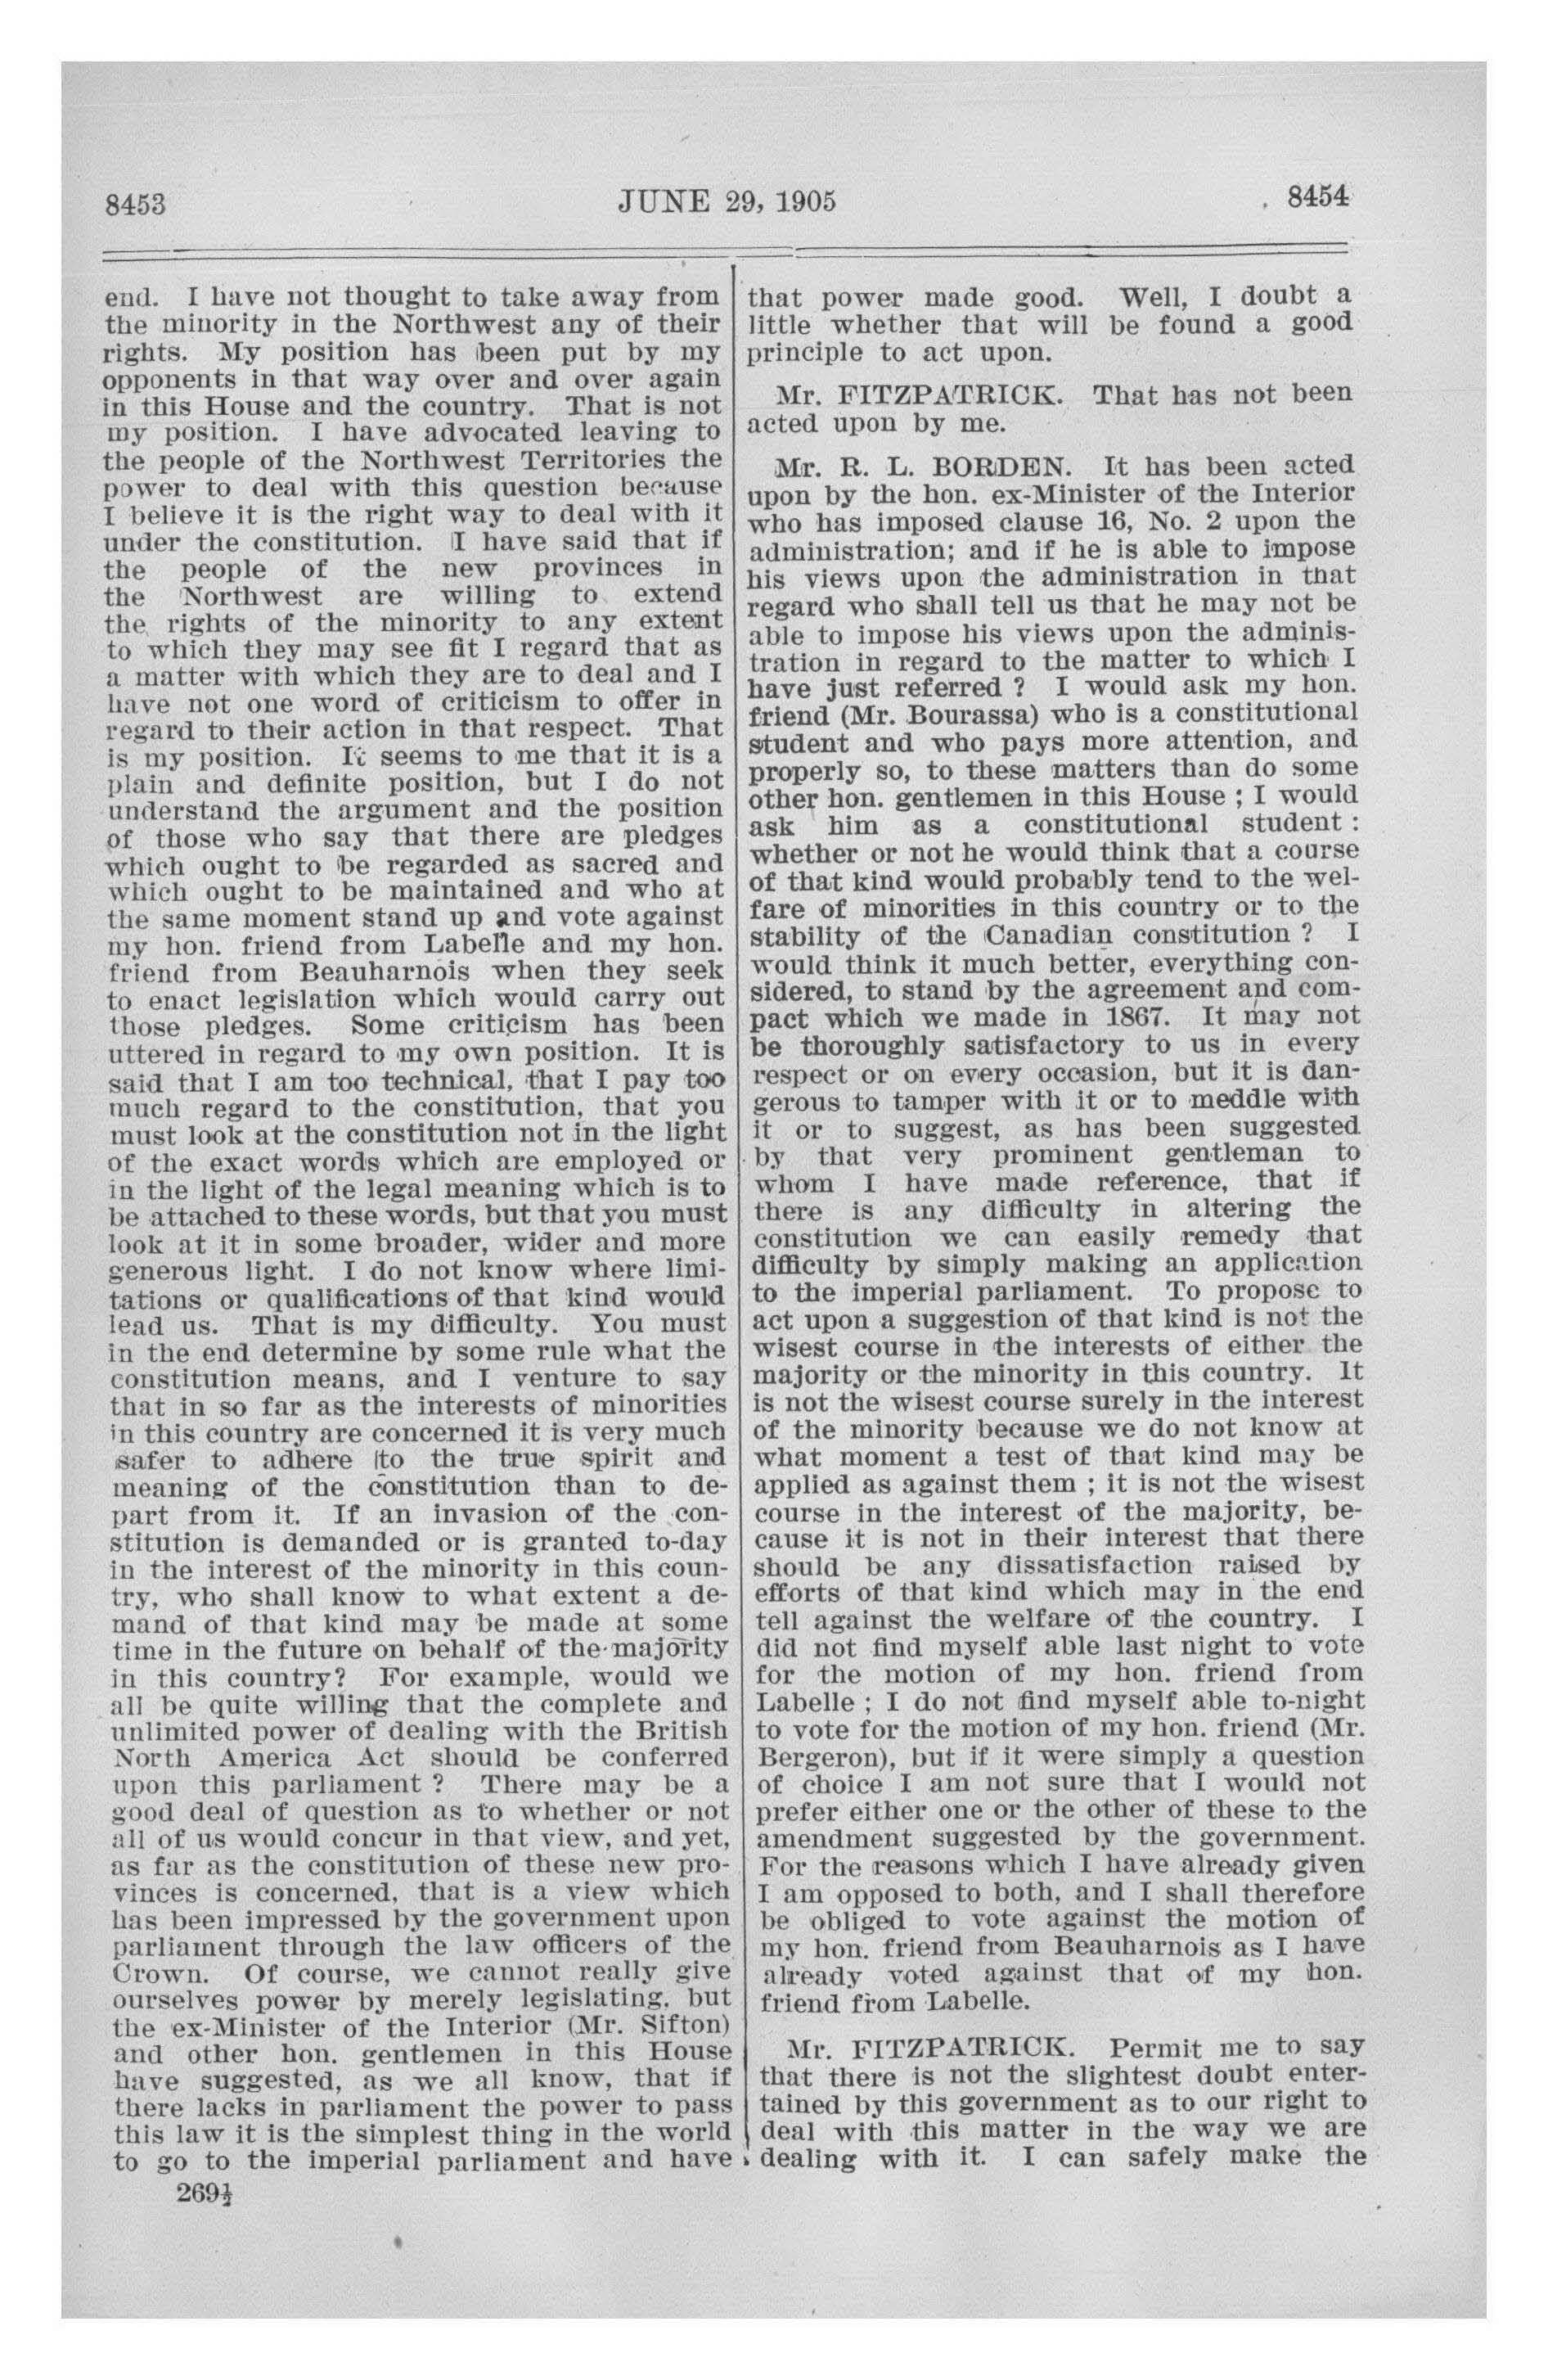 8453
JUNE 29, 1905
8454
end. I have not thought to take away from
the minority in the Northwest any of their
rights. My position has been put by my
opponents in that way over and over again
in this House and the country. That is not
my position. I have advocated leaving to
the people of the Northwest Territories the
power to deal with this question because
I believe it is the right way to deal with it
under the constitution. I have said that if
the people of the new provinces in
the Northwest are willing to extend
the rights of the minority to any extent
to which they may see fit I regard that as
a matter with which they are to deal and I
have not one word of criticism to offer in
regard to their action in that respect. That
is my position. It seems to me that it is a
plain and definite position, but I do not
understand the argument and the position
of those who say that there are pledges
which ought to be regarded as sacred and
which ought to be maintained and who at
the same moment stand up and vote against
my hon. friend from Labelle and my hon.
friend from Beauharnois when they seek
to enact legislation which would carry out
those pledges. Some criticism has been
uttered in regard to my own position. It is
said that I am too technical, that I pay too
much regard to the constitution, that you
must look at the constitution not in the light
of the exact words which are employed or
in the light of the legal meaning which is to
be attached to these words, but that you must
look at it in some broader, wider and more
generous light. I do not know where limi-
tations or qualifications of that kind would
lead us. That is my difficulty. You must
in the end determine by some rule what the
constitution means, and I venture to say
that in so far as the interests of minorities
in this country are concerned it is very much
safer to adhere to the true spirit and
meaning of the constitution than to de-
part from it. If an invasion of the con-
stitution is demanded or is granted to-day
in the interest of the minority in this coun-
try, who shall know to what extent a de-
mand of that kind may be made at some
time in the future on behalf of the majority
in this country? For example, would we
all be quite willing that the complete and
unlimited power of dealing with the British
North America Act should be conferred
upon this parliament ? There may be a
good deal of question as to whether or not
all of us would concur in that view, and yet,
as far as the constitution of these new pro-
vinces is concerned, that is a view which
has been impressed by the government upon
parliament through the law officers of the
Crown. Of course, we cannot really give
ourselves power by merely legislating, but
the ex-Minister of the Interior (Mr. Sifton)
and other hon. gentlemen in this House
have suggested, as we all know, that if
there lacks in parliament the power to pass
this law it is the simplest thing in the world
to go to the imperial parliament and have
269½
that power made good. Well, I doubt a
little whether that will be found a good
principle to act upon.
Mr. FITZPATRICK. That has not been
acted upon by me.
Mr. R. L. BORDEN. It has been acted
upon by the hon. ex-Minister of the Interior
who has imposed clause 16, No. 2 upon the
administration; and if he is able to impose
his views upon the administration in that
regard who shall tell us that he may not be
able to impose his views upon the adminis-
tration in regard to the matter to which I
have just referred ? I would ask my hon.
friend (Mr. Bourassa) who is a constitutional
student and who pays more attention, and
properly so, to these matters than do some
other hon. gentlemen in this House ; I would
ask him as a constitutional student :
whether or not he would think that a course
of that kind would probably tend to the wel-
fare of minorities in this country or to the
stability of the Canadian constitution ? I
would think it much better, everything con-
sidered, to stand by the agreement and com-
pact which we made in 1867. It may not
be thoroughly satisfactory to us in every
respect or on every occasion, but it is dan-
gerous to tamper with it or to meddle with
it or to suggest, as has been suggested
by that very prominent gentleman to
whom I have made reference, that if
there is any difficulty in altering the
constitution we can easily remedy that
difficulty by simply making an application
to the imperial parliament. To propose to
act upon a suggestion of that kind is not the
wisest course in the interests of either the
majority or the minority in this country. It
is not the wisest course surely in the interest
of the minority because we do not know at
what moment a test of that kind may be
applied as against them ; it is not the wisest
course in the interest of the majority, be-
cause it is not in their interest that there
should be any dissatisfaction raised by
efforts of that kind which may in the end
tell against the welfare of the country. I
did not find myself able last night to vote
for the motion of my hon. friend from
Labelle ; I do not find myself able to-night
to vote for the motion of my hon. friend (Mr.
Bergeron), but if it were simply a question
of choice I am not sure that I would not
prefer either one or the other of these to the
amendment suggested by the government.
For the reasons which I have already given
I am opposed to both, and I shall therefore
be obliged to vote against the motion of
my hon. friend from Beauharnois as I have
already voted against that of my hon.
friend from Labelle.
Mr. FITZPATRICK. Permit me to say
that there is not the slightest doubt enter-
tained by this government as to our right to
deal with this matter in the way we are
dealing with it. I can safely make the